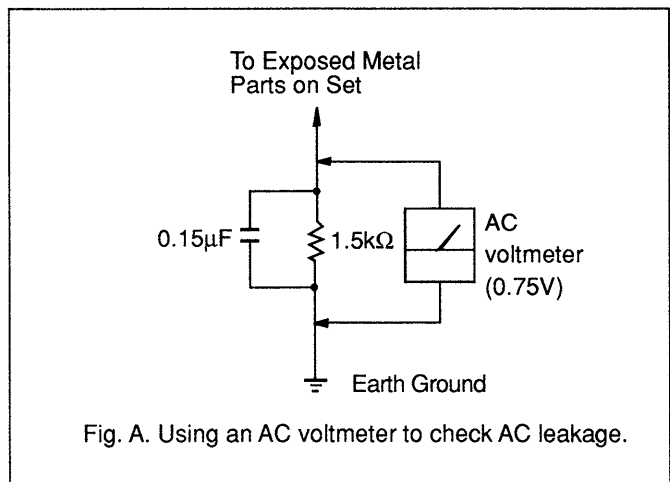 To Exposed Metal
Parts on Set
0.15μF
1.5kΩ
AC
voltmeter
(0.75V)
Earth Ground
Fig. A. Using an AC voltmeter to check AC leakage.